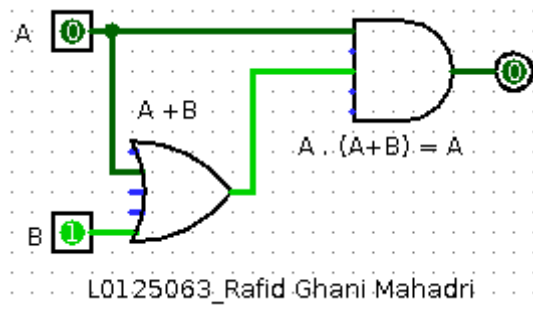 A 0
0
A +B
A . (A+B) = A
B 1
L0125063_Rafid Ghani Mahadri